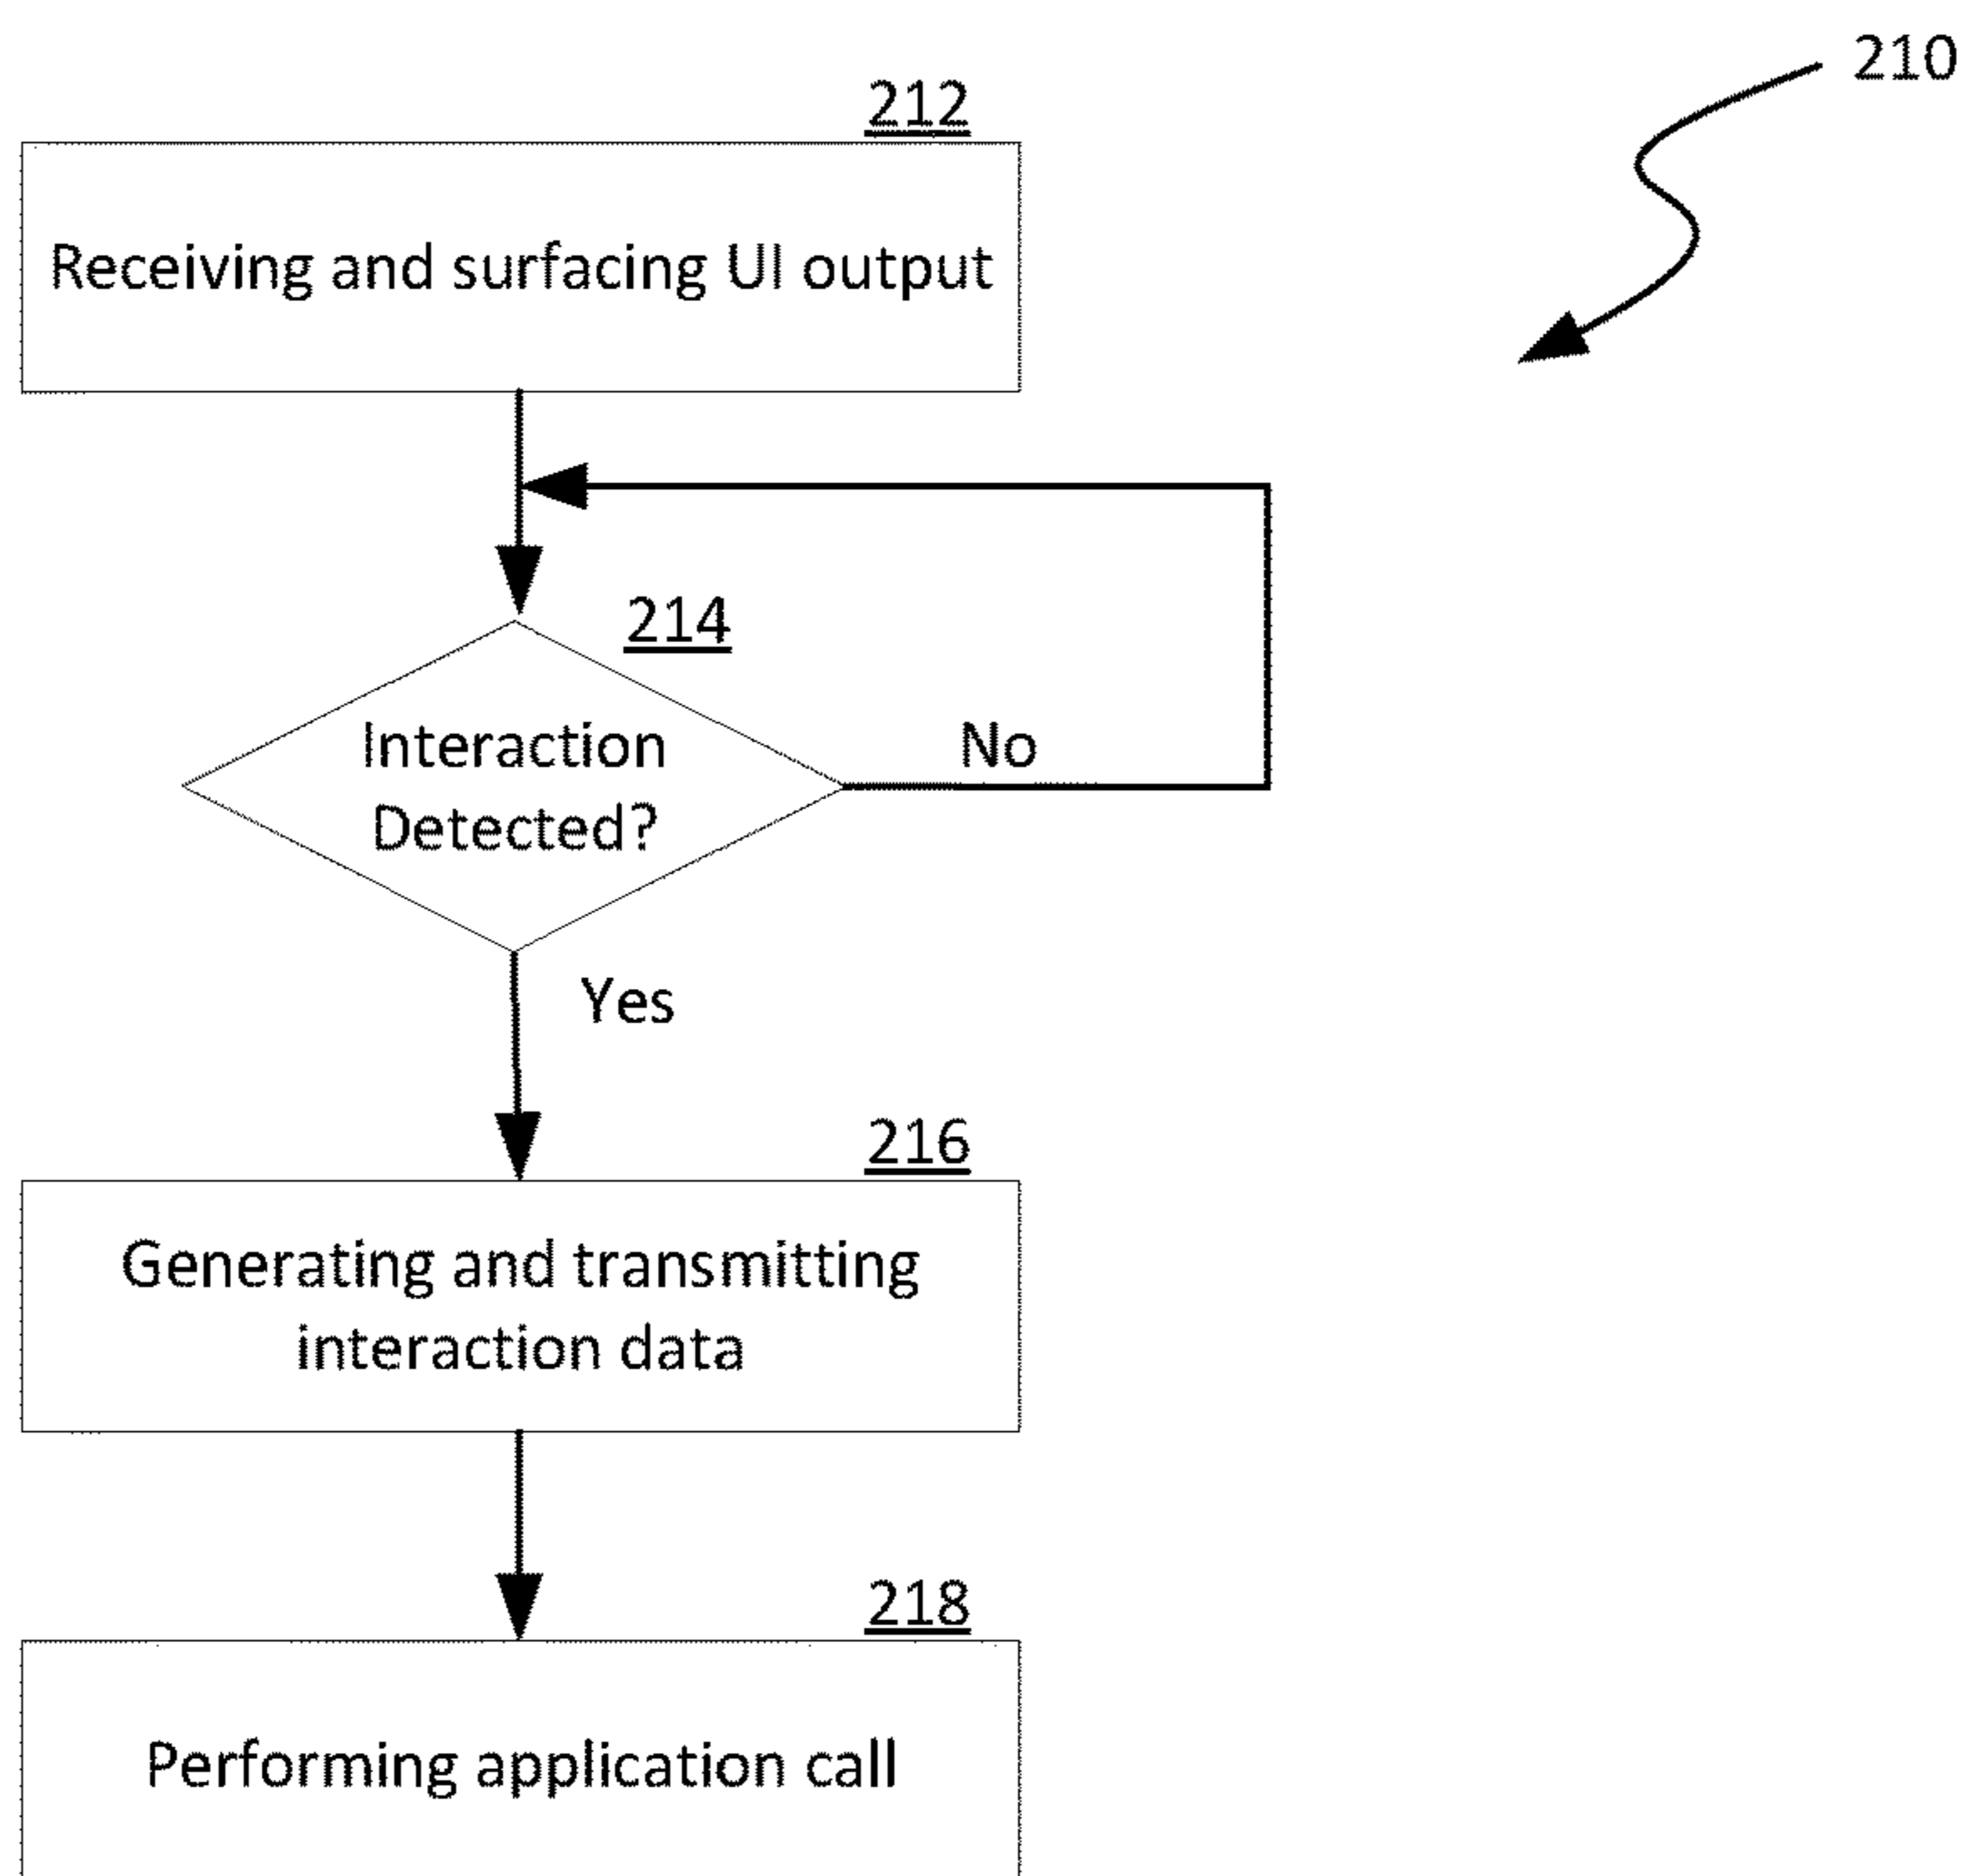 210
212
Receiving and surfacing UI output
214
Interaction
Detected?
No
Yes
216
Generating and transmitting
interaction data
218
Performing application call